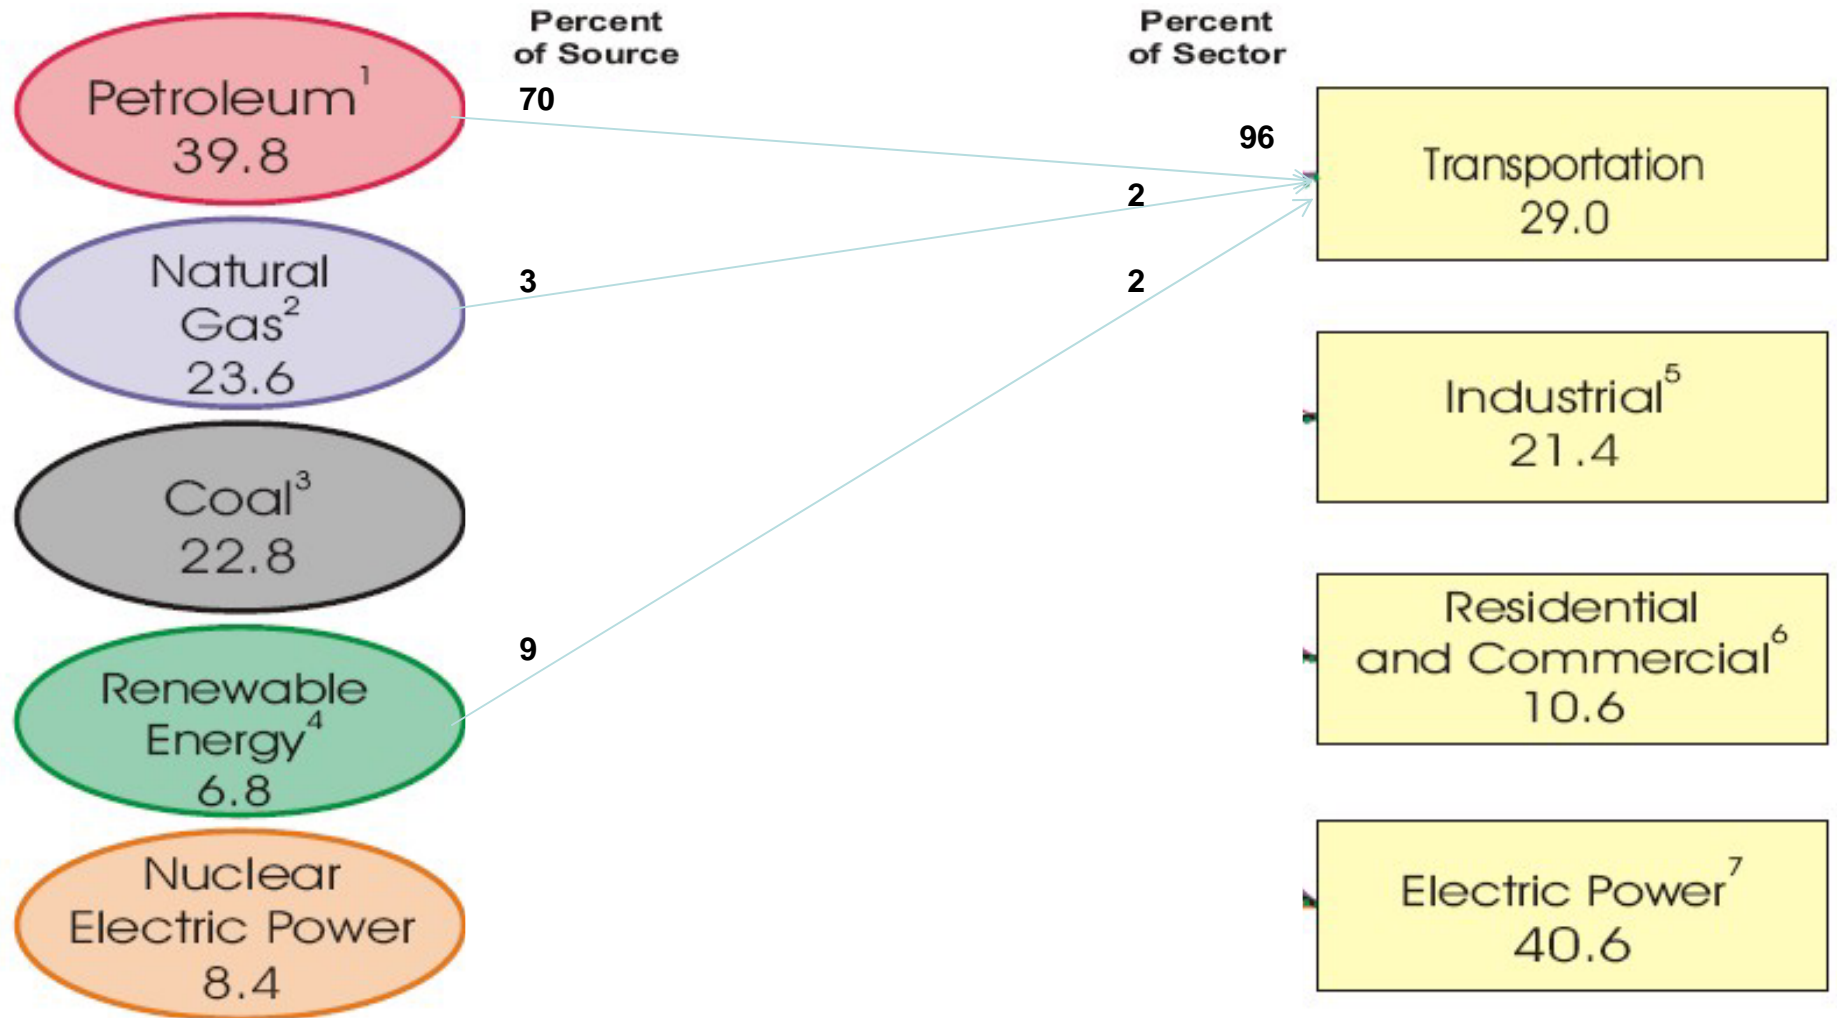 Percent
of Source
Percent
of Sector
Petroleum¹
39.8
70
96
Transportation
29.0
2
Natural
Gas²
23.6
3
2
Industrial⁵
21.4
Coal³
22.8
Residential
and Commercial⁶
10.6
9
Renewable
Energy⁴
6.8
Nuclear
Electric Power
8.4
Electric Power⁷
40.6